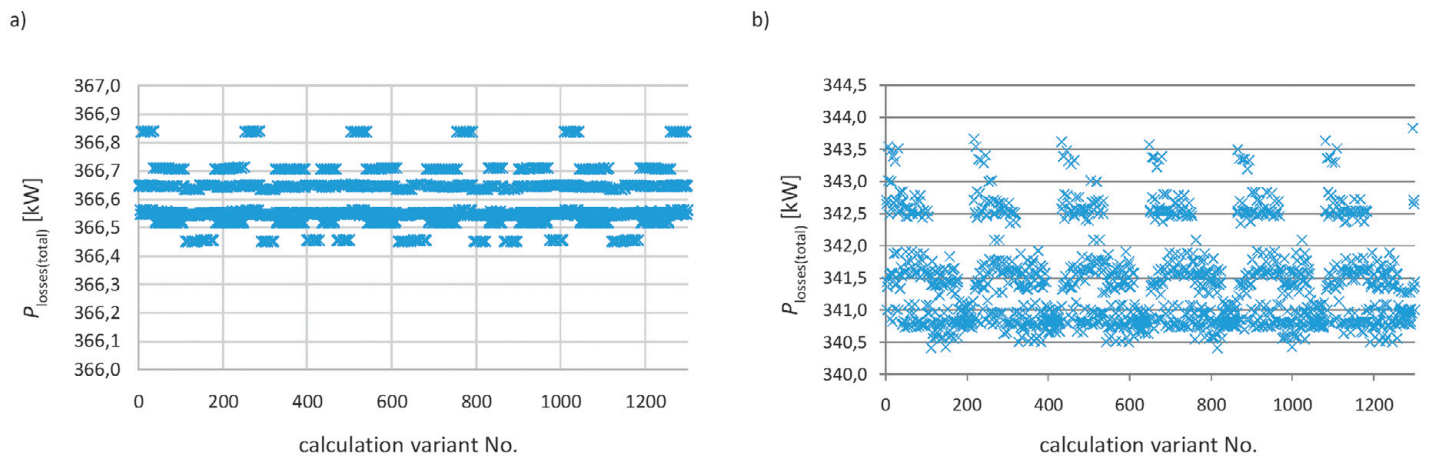 a)
P losses(total) [kW]
367,0
366,9
366,8
366,7
366,6
366,5
366,4
366,3
366,2
366,1
366,0
0 200 400 600 800 1000 1200
calculation variant No.
b)
P losses(total) [kW]
344,5
344,0
343,5
343,0
342,5
342,0
341,5
341,0
340,5
340,0
0 200 400 600 800 1000 1200
calculation variant No.